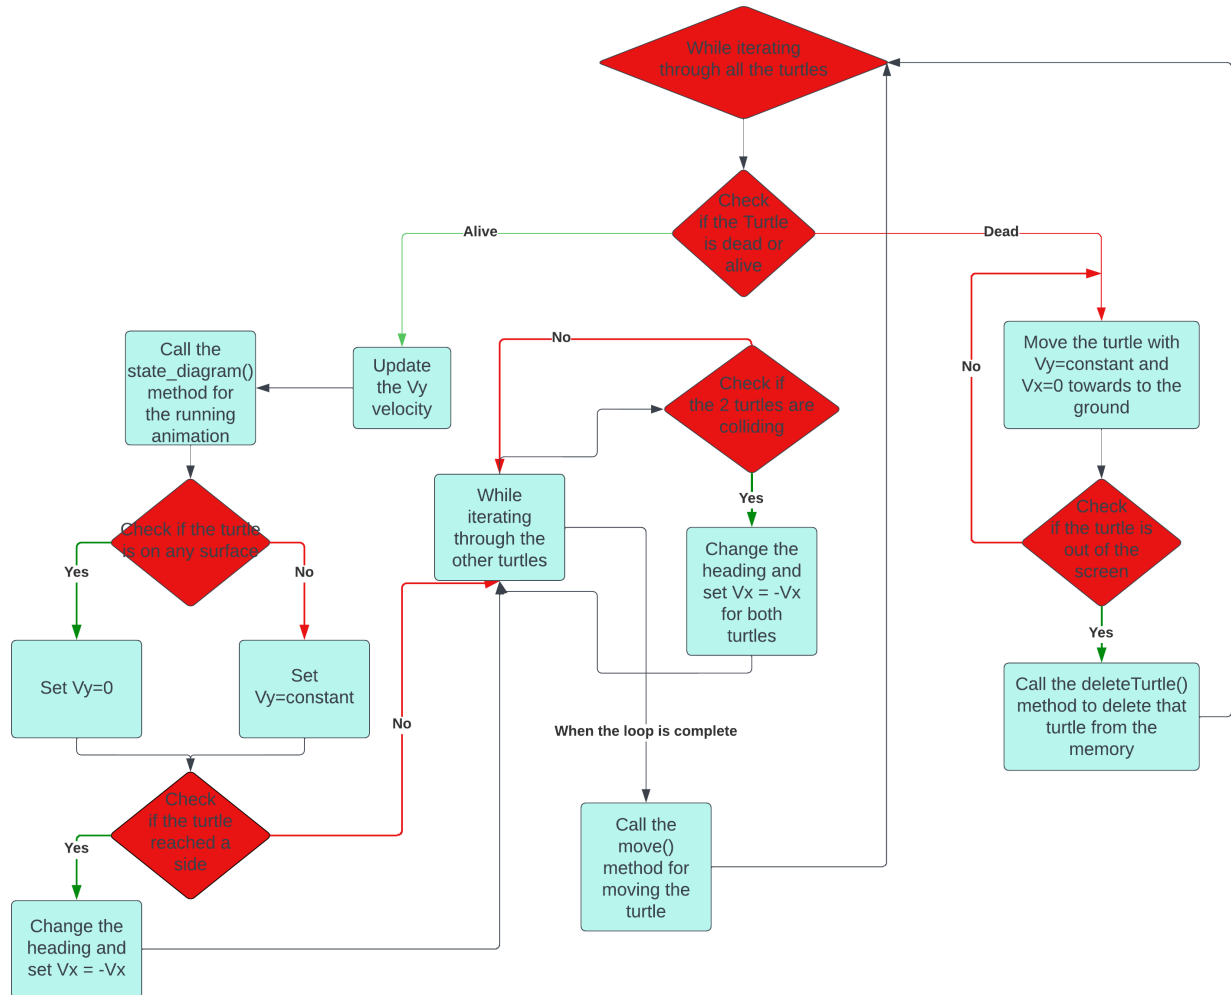 While iterating
through all the turtles
Check
if the Turtle
is dead or
alive
Alive
Dead
Call the
state_diagram()
method for
the running
animation
Update
the Vy
velocity
No
Check if
the 2 turtles are
colliding
Move the turtle with
Vy=constant and
Vx=0 towards to the
ground
No
Check if the turtle
is on any surface
Yes
No
While
iterating
through the
other turtles
Yes
Change the
heading and
set Vx = -Vx
for both
turtles
Check
if the turtle is
out of the
screen
Yes
Set Vy=0
Set
Vy=constant
No
When the loop is complete
Call the deleteTurtle()
method to delete that
turtle from the
memory
Check
if the turtle
reached a
side
Yes
Call the
move()
method for
moving the
turtle
Change the
heading and
set Vx = -Vx